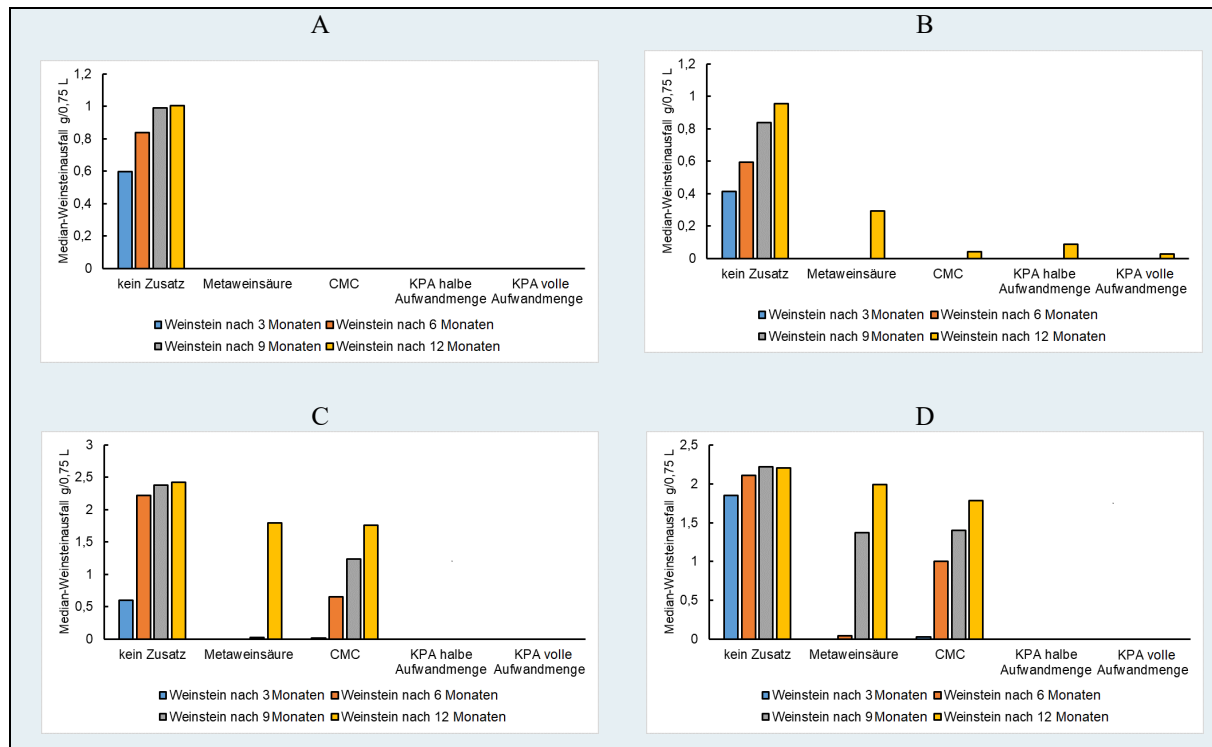 A
Median-Weinsteinausfall g/0,75 L
1,2
1
0,8
0,6
0,4
0,2
0
kein Zusatz
Metaweinsäure
CMC
KPA halbe
Aufwandmenge
KPA volle
Aufwandmenge
Weinstein nach 3 Monaten
Weinstein nach 6 Monaten
Weinstein nach 9 Monaten
Weinstein nach 12 Monaten
B
Median-Weinsteinausfall g/0,75 L
1,2
1
0,8
0,6
0,4
0,2
0
kein Zusatz
Metaweinsäure
CMC
KPA halbe
Aufwandmenge
KPA volle
Aufwandmenge
Weinstein nach 3 Monaten
Weinstein nach 6 Monaten
Weinstein nach 9 Monaten
Weinstein nach 12 Monaten
C
Median-Weinsteinausfall g/0,75 L
3
2,5
2
1,5
1
0,5
0
kein Zusatz
Metaweinsäure
CMC
KPA halbe
Aufwandmenge
KPA volle
Aufwandmenge
Weinstein nach 3 Monaten
Weinstein nach 6 Monaten
Weinstein nach 9 Monaten
Weinstein nach 12 Monaten
D
Median-Weinsteinausfall g/0,75 L
2,5
2
1,5
1
0,5
0
kein Zusatz
Metaweinsäure
CMC
KPA halbe
Aufwandmenge
KPA volle
Aufwandmenge
Weinstein nach 3 Monaten
Weinstein nach 6 Monaten
Weinstein nach 9 Monaten
Weinstein nach 12 Monaten